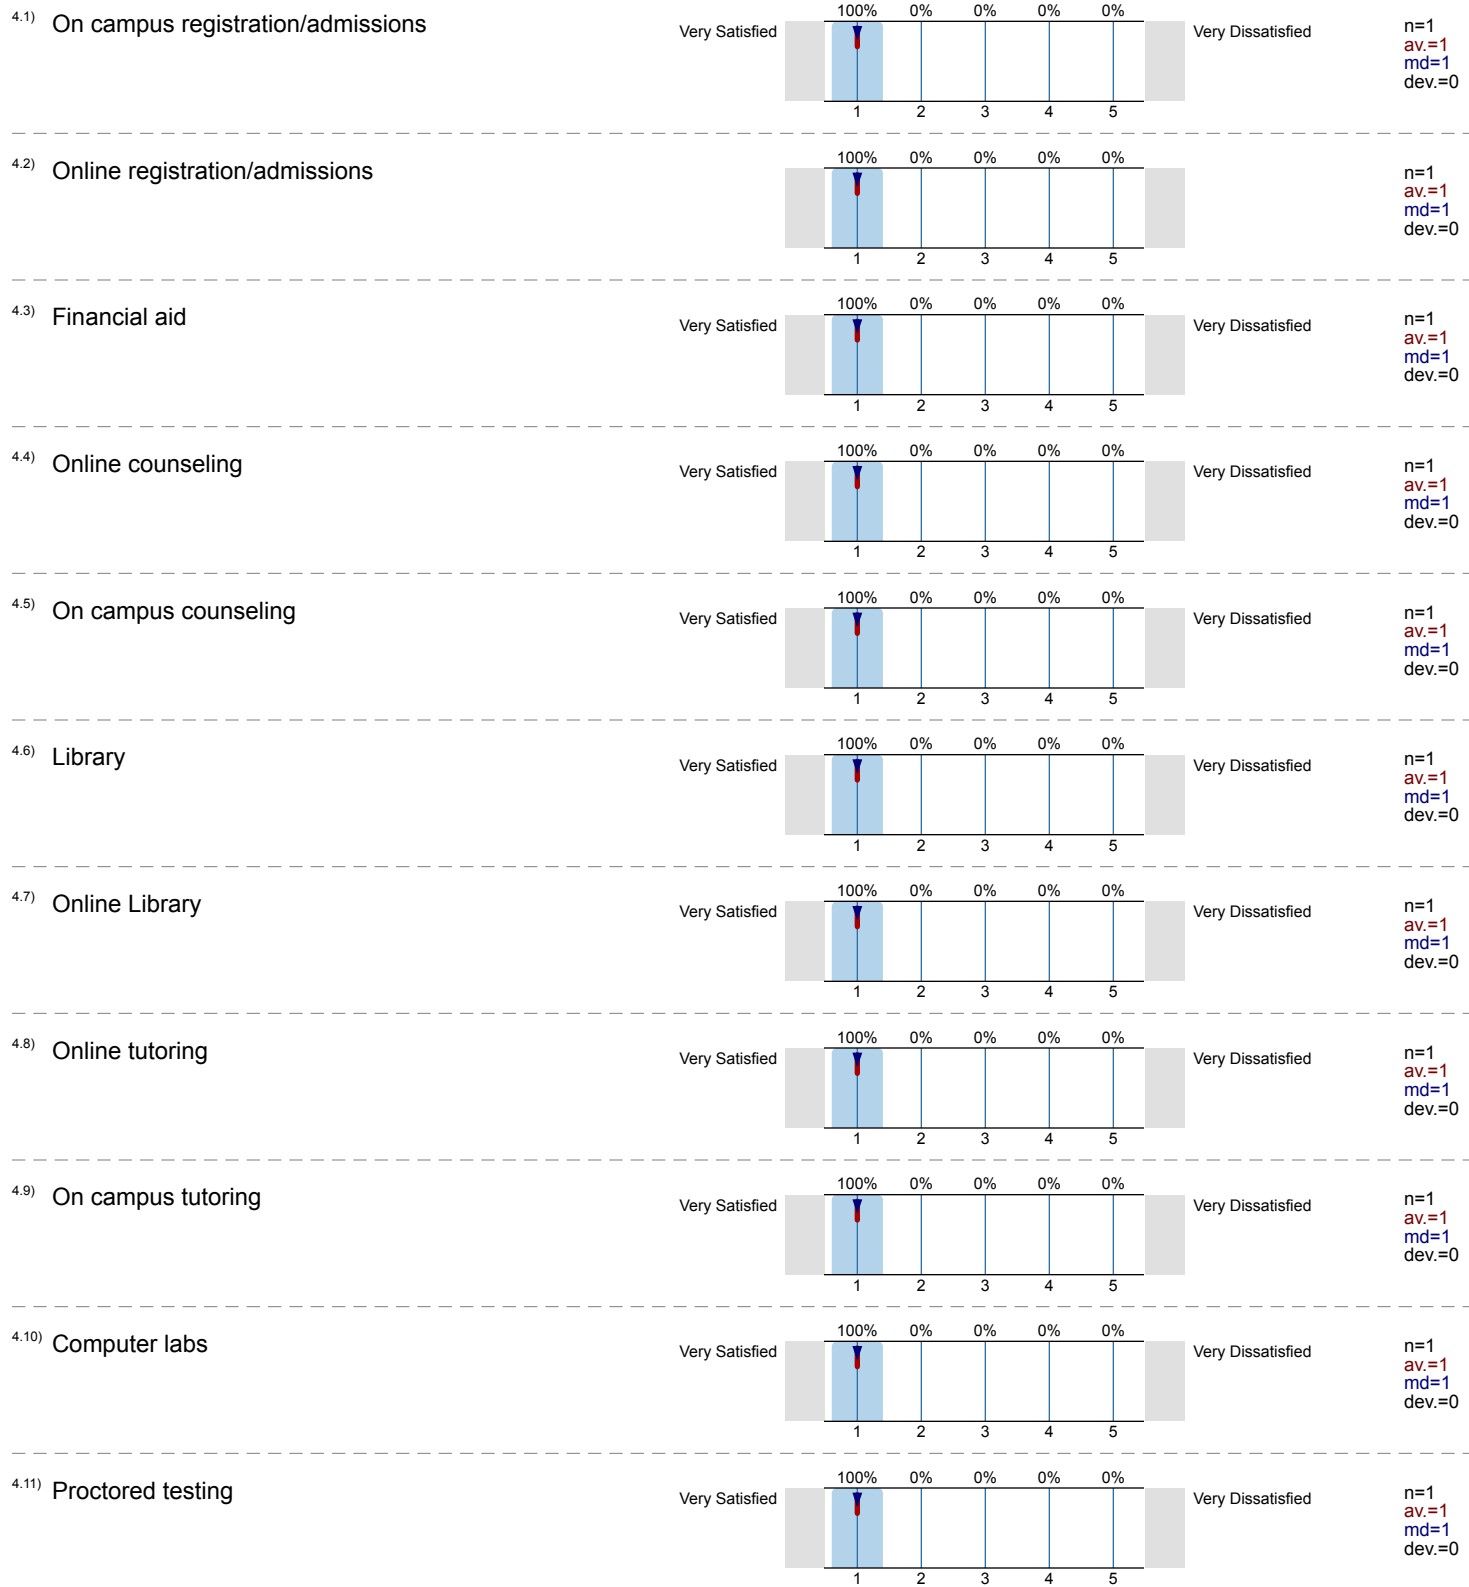 4.1) On campus registration/admissions
100% 0% 0% 0% 0%
Very Satisfied Very Dissatisfied
1 2 3 4 5
n=1
av.=1
md=1
dev.=0
4.2) Online registration/admissions
100% 0% 0% 0% 0%
1 2 3 4 5
n=1
av.=1
md=1
dev.=0
4.3) Financial aid
100% 0% 0% 0% 0%
Very Satisfied Very Dissatisfied
1 2 3 4 5
n=1
av.=1
md=1
dev.=0
4.4) Online counseling
100% 0% 0% 0% 0%
Very Satisfied Very Dissatisfied
1 2 3 4 5
n=1
av.=1
md=1
dev.=0
4.5) On campus counseling
100% 0% 0% 0% 0%
Very Satisfied Very Dissatisfied
1 2 3 4 5
n=1
av.=1
md=1
dev.=0
4.6) Library
100% 0% 0% 0% 0%
Very Satisfied Very Dissatisfied
1 2 3 4 5
n=1
av.=1
md=1
dev.=0
4.7) Online Library
100% 0% 0% 0% 0%
Very Satisfied Very Dissatisfied
1 2 3 4 5
n=1
av.=1
md=1
dev.=0
4.8) Online tutoring
100% 0% 0% 0% 0%
Very Satisfied Very Dissatisfied
1 2 3 4 5
n=1
av.=1
md=1
dev.=0
4.9) On campus tutoring
100% 0% 0% 0% 0%
Very Satisfied Very Dissatisfied
1 2 3 4 5
n=1
av.=1
md=1
dev.=0
4.10) Computer labs
100% 0% 0% 0% 0%
Very Satisfied Very Dissatisfied
1 2 3 4 5
n=1
av.=1
md=1
dev.=0
4.11) Proctored testing
100% 0% 0% 0% 0%
Very Satisfied Very Dissatisfied
1 2 3 4 5
n=1
av.=1
md=1
dev.=0